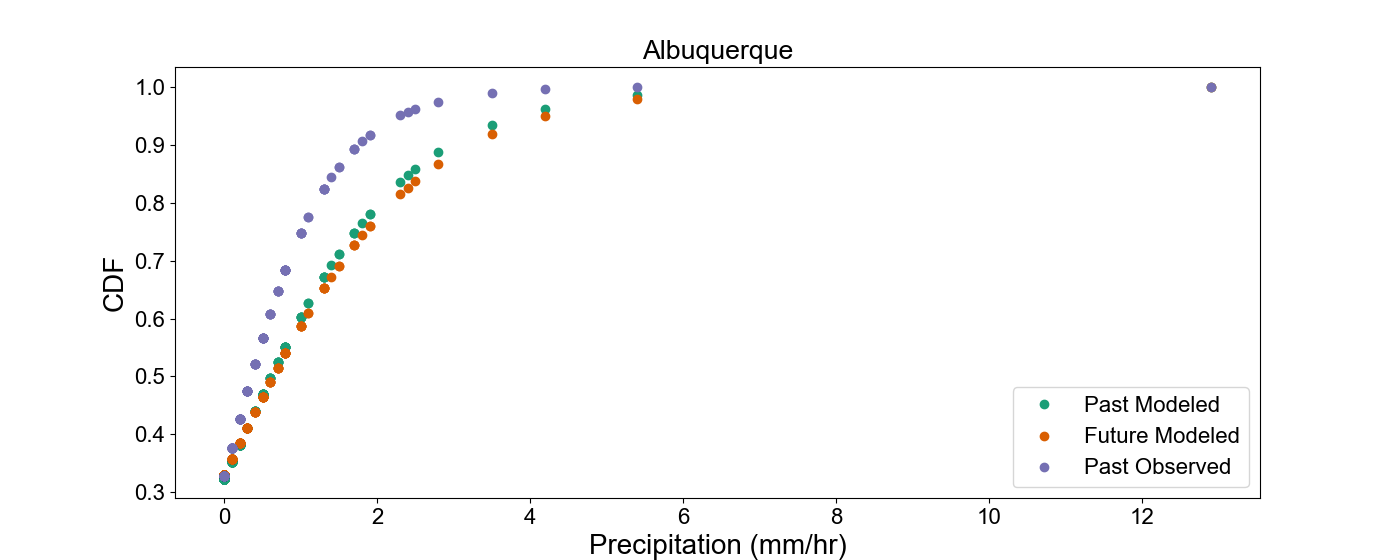 Albuquerque
1.0
0.9
0.8
0.7
0.6
0.5
0.4
0.3
CDF
Past Modeled
Future Modeled
Past Observed
0 2 4 6 8 10 12
Precipitation (mm/hr)